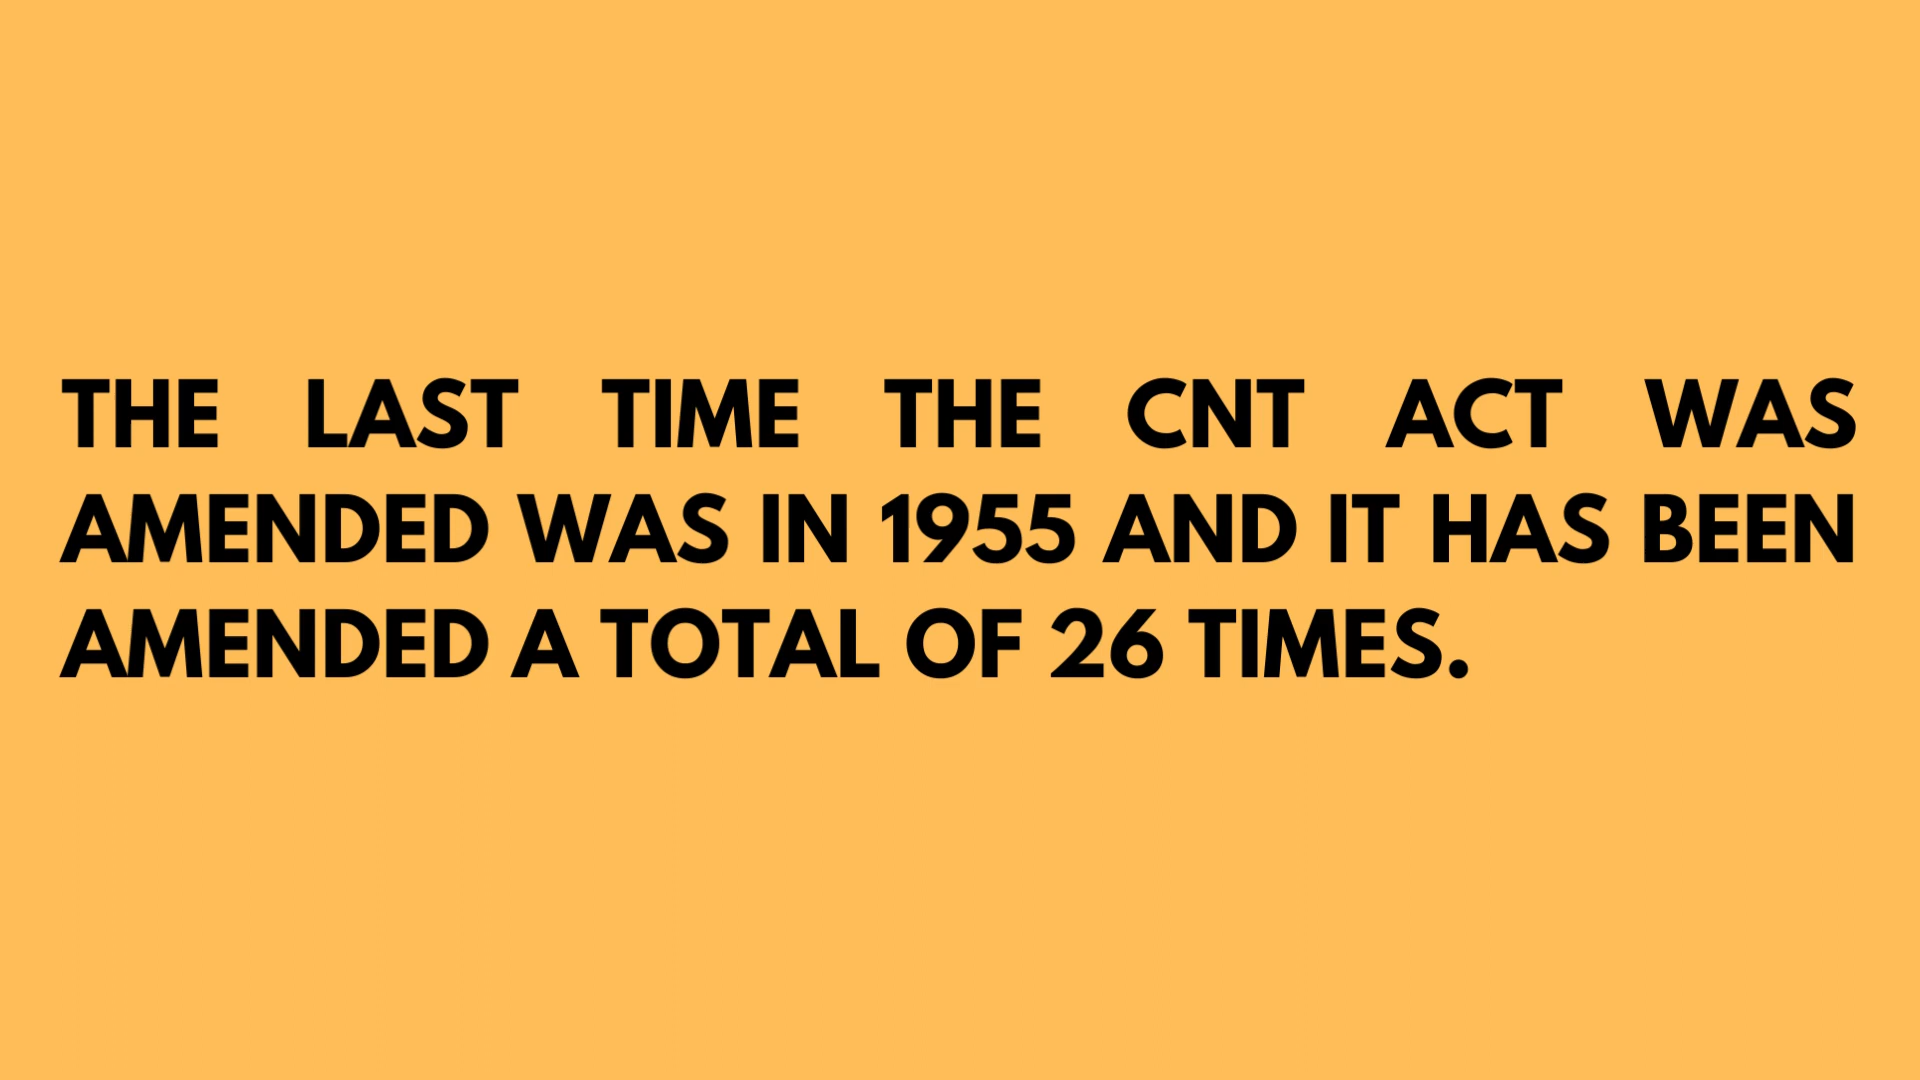 THE LAST TIME THE CNT ACT WAS
AMENDED WAS IN 1955 AND IT HAS BEEN
AMENDED A TOTAL OF 26 TIMES.